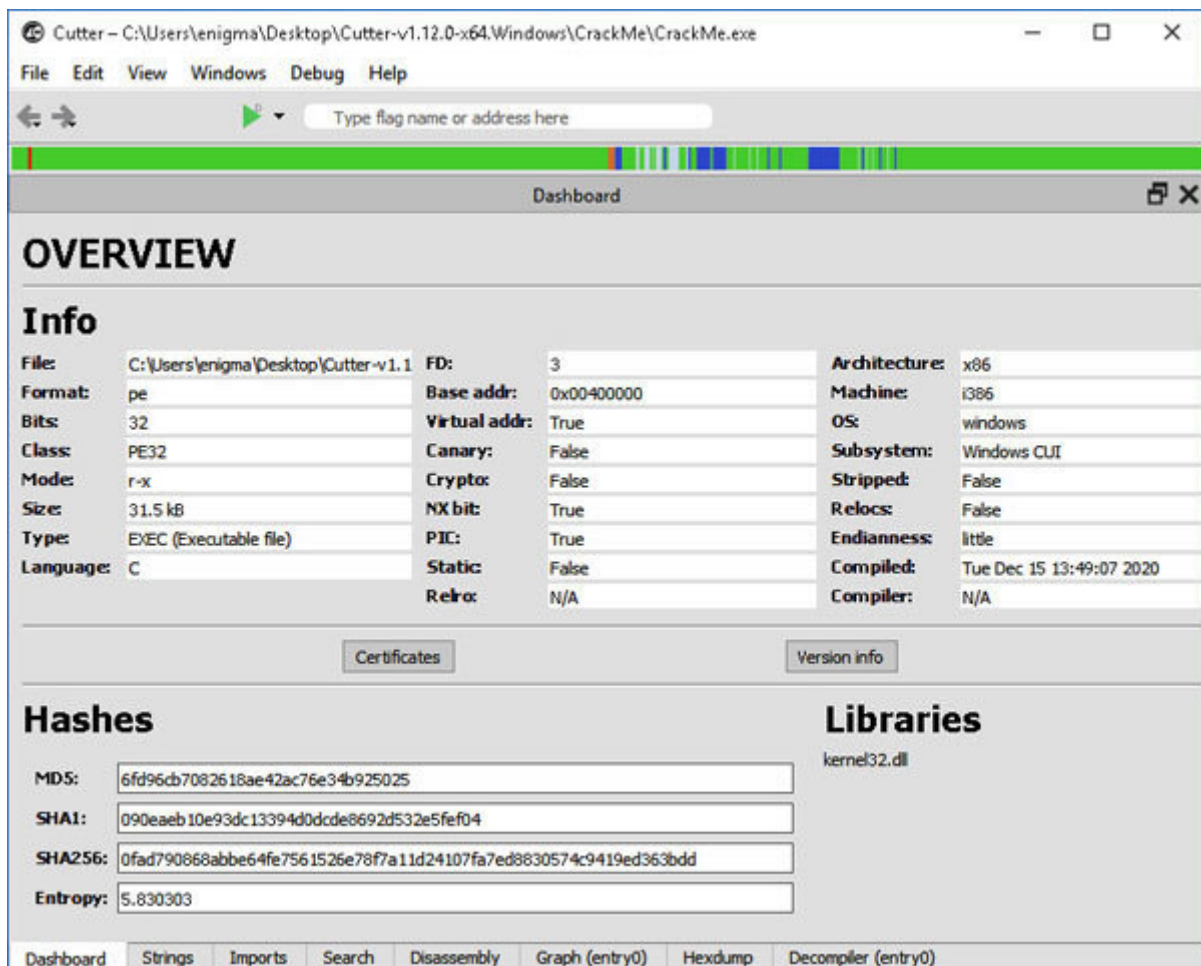 Cutter – C:\Users\enigma\Desktop\Cutter-v1.12.0-x64.Windows\CrackMe\CrackMe.exe
File Edit View Windows Debug Help
Type flag name or address here
Dashboard
OVERVIEW
Info
File: C:\Users\enigma\Desktop\Cutter-v1.1 FD: 3 Architecture: x86
Format: pe Base addr: 0x00400000 Machine: i386
Bits: 32 Virtual addr: True OS: windows
Class: PE32 Canary: False Subsystem: Windows CUI
Mode: r-x Crypto: False Stripped: False
Size: 31.5 kB NX bit: True Relocs: False
Type: EXEC (Executable file) PIC: True Endianness: little
Language: C Static: False Compiled: Tue Dec 15 13:49:07 2020
Relro: N/A Compiler: N/A
Certificates Version info
Hashes Libraries
kernel32.dll
MD5: 6fd96cb7082618ae42ac76e34b925025
SHA1: 090eaeb10e93dc13394d0dcde8692d532e5fef04
SHA256: 0fad790868abbe64fe7561526e78f7a11d24107fa7ed8830574c9419ed363bdd
Entropy: 5.830303
Dashboard Strings Imports Search Disassembly Graph (entry0) Hexdump Decompiler (entry0)